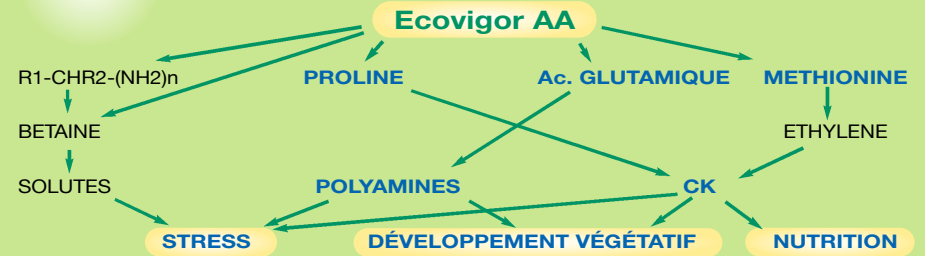 Ecovigor AA
R1-CHR2-(NH2)n PROLINE Ac. GLUTAMIQUE METHIONINE
BETAINE ETHYLENE
SOLUTES POLYAMINES CK
STRESS DÉVELOPPEMENT VÉGÉTATIF NUTRITION